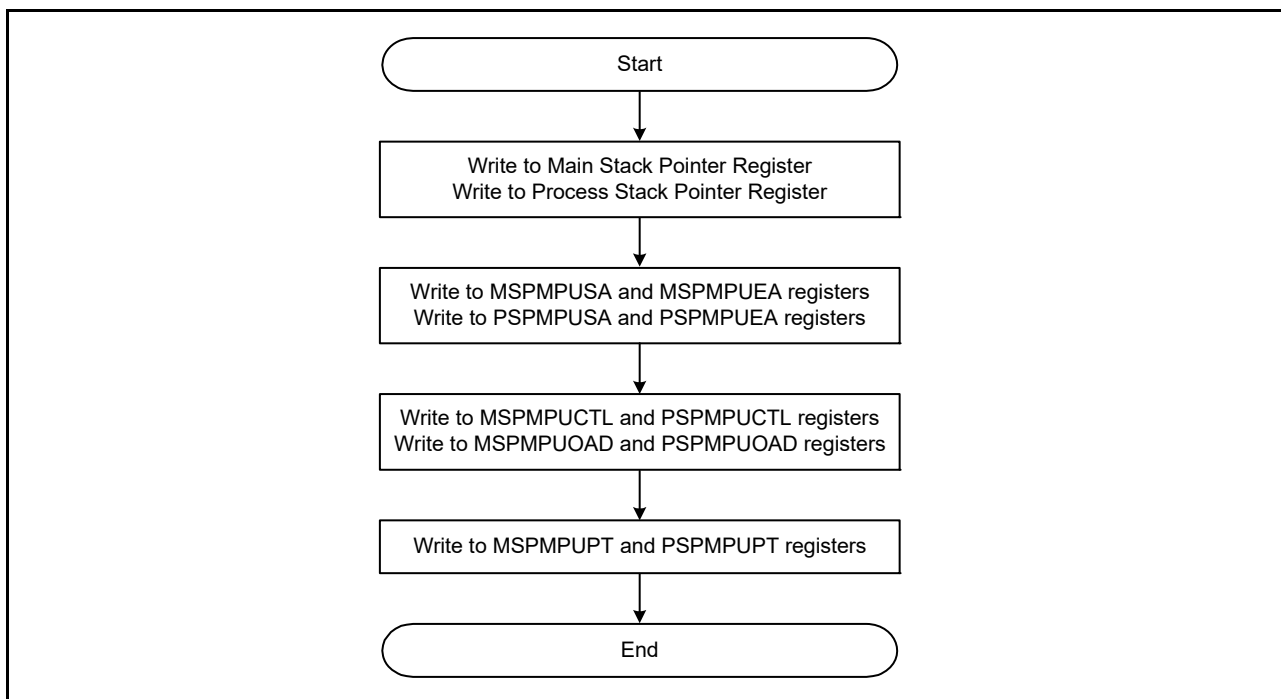 Start
Write to Main Stack Pointer Register
Write to Process Stack Pointer Register
Write to MSPMPUSA and MSPMPUEA registers
Write to PSPMPUSA and PSPMPUEA registers
Write to MSPMPUCTL and PSPMPUCTL registers
Write to MSPMPUOAD and PSPMPUOAD registers
Write to MSPMPUPT and PSPMPUPT registers
End